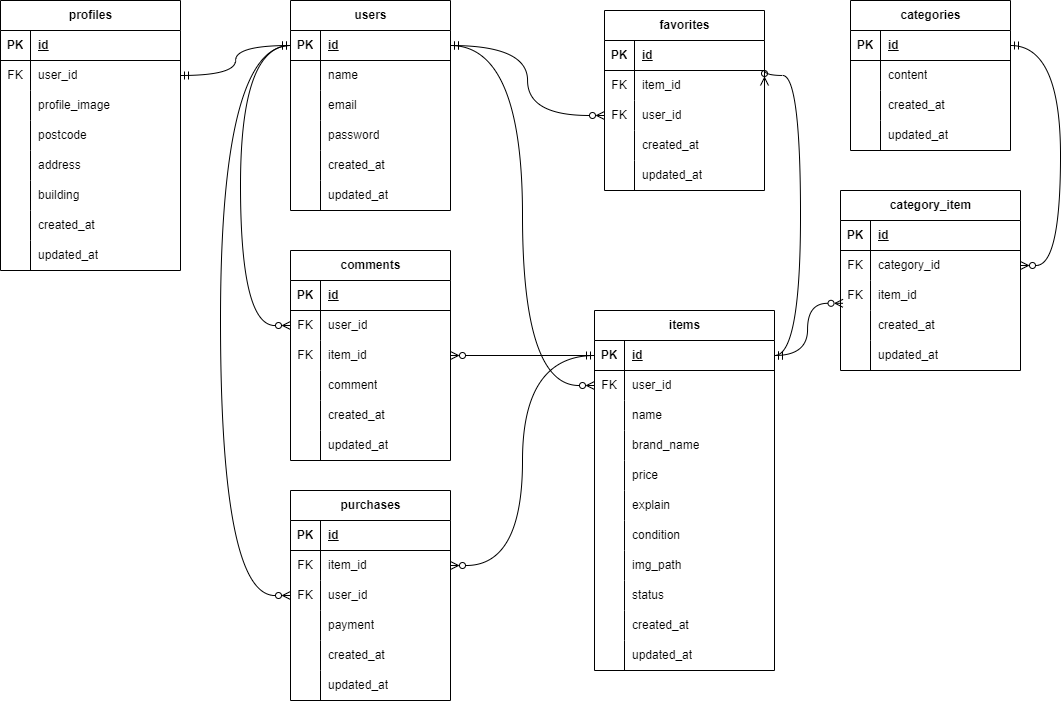 profiles
PK id
FK user_id
profile_image
postcode
address
building
created_at
updated_at
users
PK id
name
email
password
created_at
updated_at
comments
PK id
FK user_id
FK item_id
comment
created_at
updated_at
purchases
PK id
FK item_id
FK user_id
payment
created_at
updated_at
favorites
PK id
FK item_id
FK user_id
created_at
updated_at
items
PK id
FK user_id
name
brand_name
price
explain
condition
img_path
status
created_at
updated_at
categories
PK id
content
created_at
updated_at
category_item
PK id
FK category_id
FK item_id
created_at
updated_at